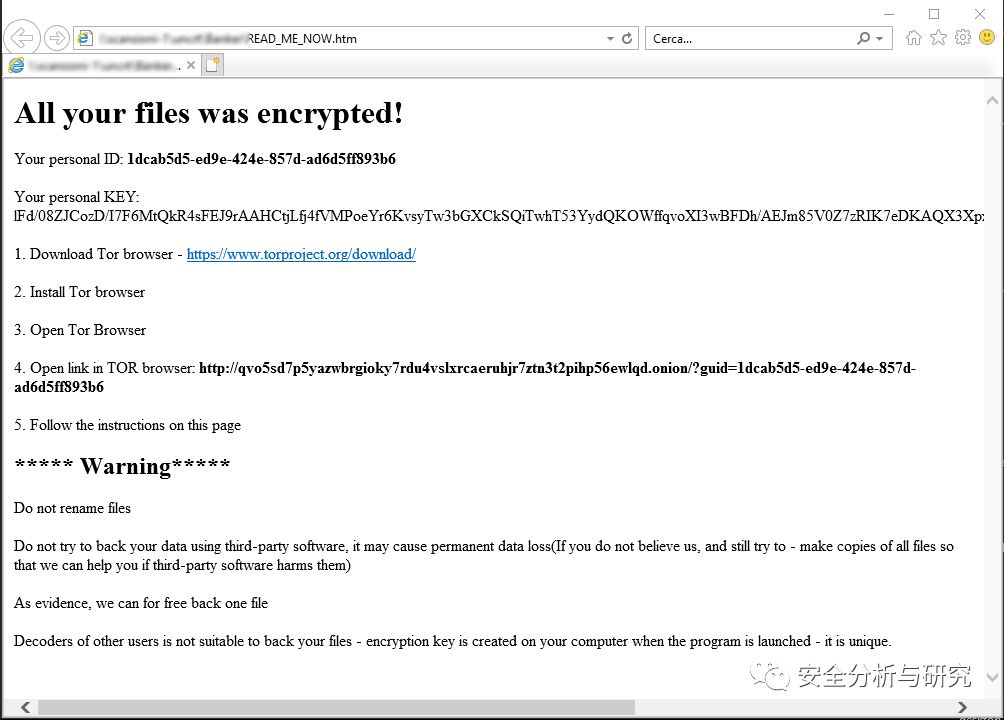 READ_ME_NOW.htm
Cerca...
All your files was encrypted!
Your personal ID: 1dcab5d5-ed9e-424e-857d-ad6d5ff893b6
Your personal KEY:
lFd/08ZJCozD/I7F6MtQkR4sFEJ9rAAHCtjLfj4fVMPoeYr6KvsyTw3bGXCkSQiTwhT53YydQKOWffqvoXI3wBFDh/AEJm85V0Z7zRIK7eDKAQX3Xp
1. Download Tor browser - https://www.torproject.org/download/
2. Install Tor browser
3. Open Tor Browser
4. Open link in TOR browser: http://qvo5sd7p5yazwbrgioky7rdu4vslxrcaeruhjr7ztn3t2pihp56ewlqd.onion/?guid=1dcab5d5-ed9e-424e-857d-
ad6d5ff893b6
5. Follow the instructions on this page
***** Warning*****
Do not rename files
Do not try to back your data using third-party software, it may cause permanent data loss(If you do not believe us, and still try to - make copies of all files so
that we can help you if third-party software harms them)
As evidence, we can for free back one file
Decoders of other users is not suitable to back your files - encryption key is created on your computer when the program is launched - it is unique.
安全分析与研究